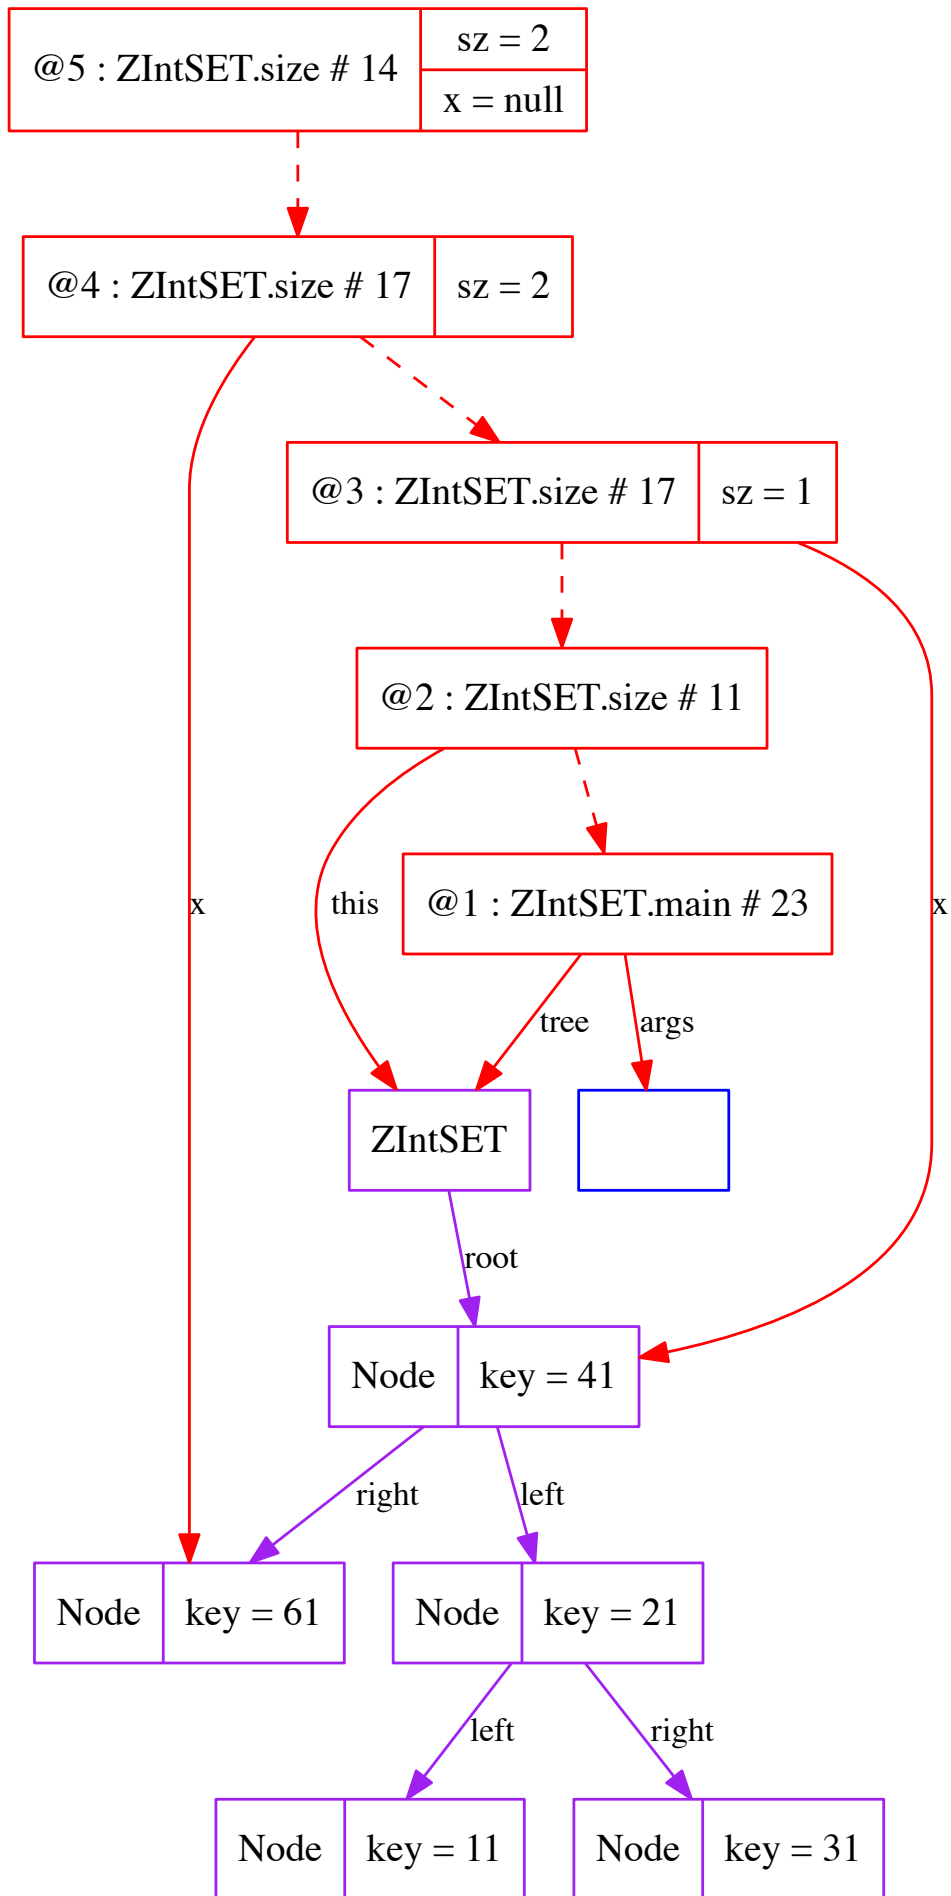 @5 : ZIntSET.size # 14
sz = 2
x = null
@4 : ZIntSET.size # 17
sz = 2
@3 : ZIntSET.size # 17
sz = 1
@2 : ZIntSET.size # 11
x
this
@1 : ZIntSET.main # 23
x
tree
args
ZIntSET
root
Node
key = 41
right
left
Node
key = 61
Node
key = 21
left
right
Node
key = 11
Node
key = 31